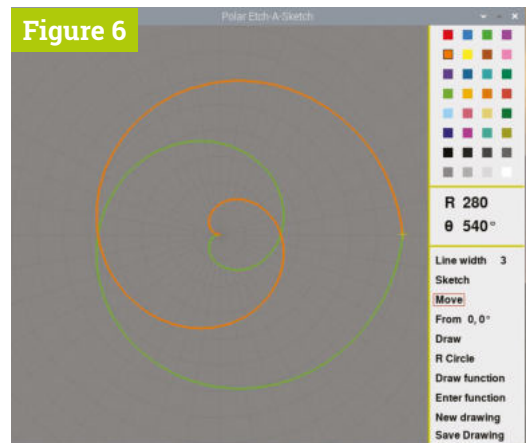 Figure 6
Polar Etch-A-Sketch
R 280
θ 540°
Line width 3
Sketch
Move
From 0,0°
Draw
R Circle
Draw function
Enter function
New drawing
Save Drawing